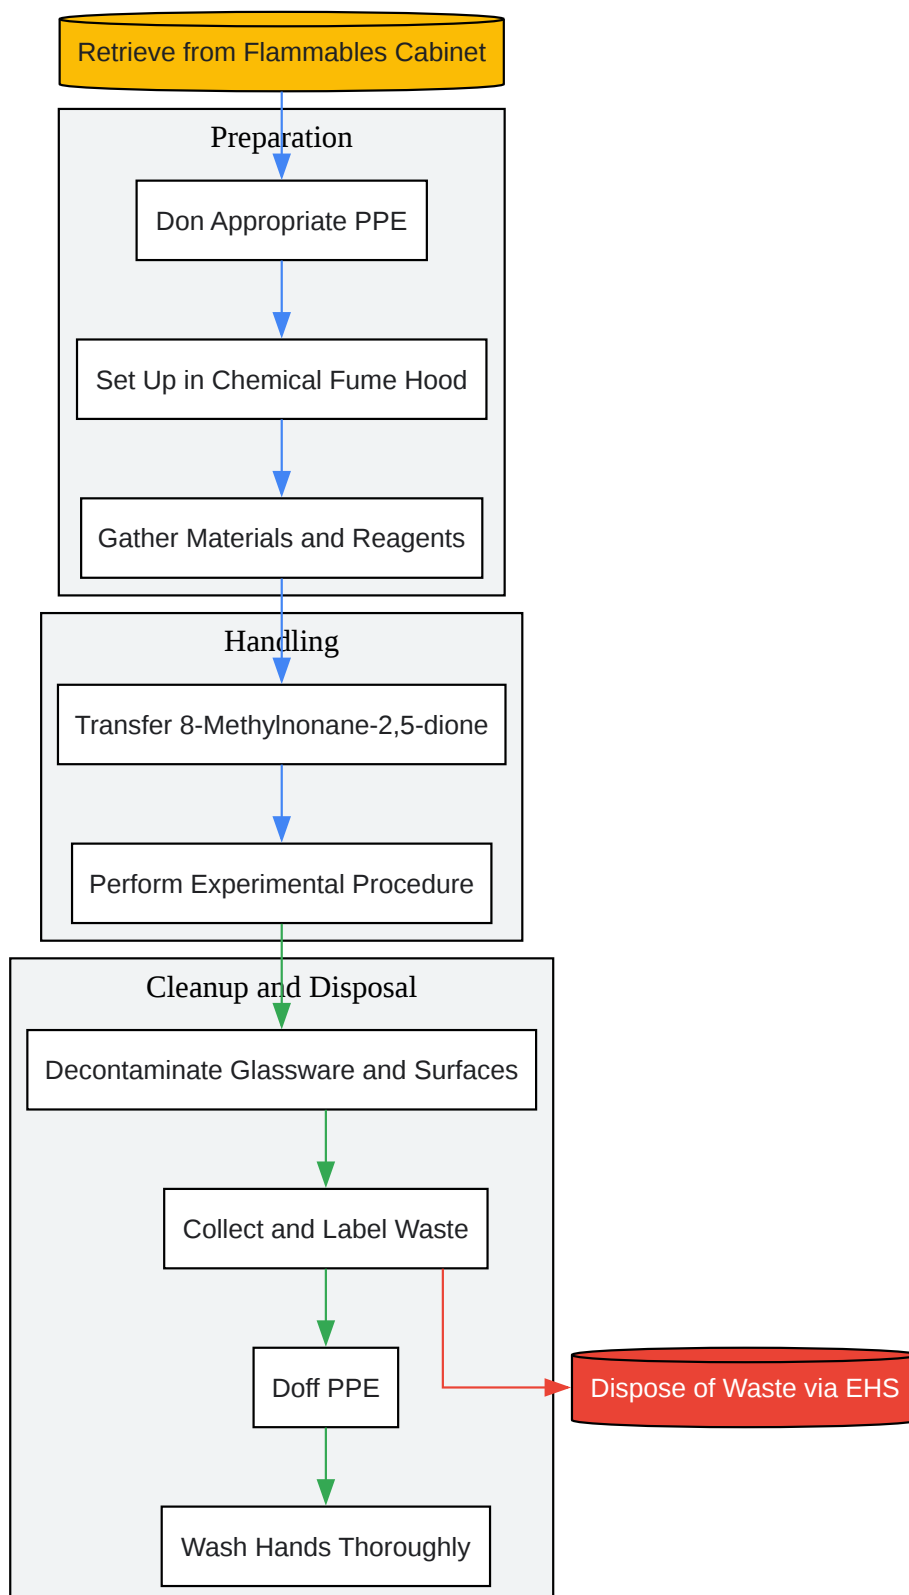 Retrieve from Flammables Cabinet
Preparation
Don Appropriate PPE
Set Up in Chemical Fume Hood
Gather Materials and Reagents
Handling
Transfer 8-Methylnonane-2,5-dione
Perform Experimental Procedure
Cleanup and Disposal
Decontaminate Glassware and Surfaces
Collect and Label Waste
Doff PPE
Dispose of Waste via EHS
Wash Hands Thoroughly